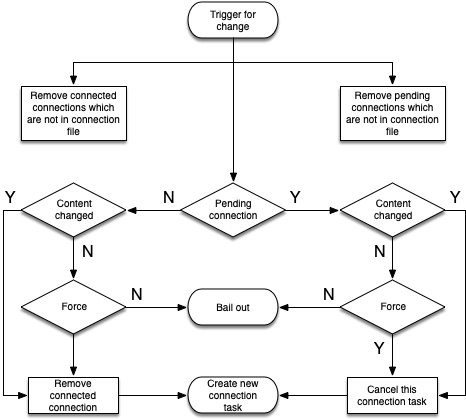 Trigger for
change
Remove connected
connections which
are not in connection
file
Remove pending
connections which
are not in connection
file
Y
Content
changed
N
Pending
connection
Y
Content
changed
Y
N
N
Force
N
Bail out
N
Force
Y
Remove
connected
connection
Create new
connection
task
Cancel this
connection task